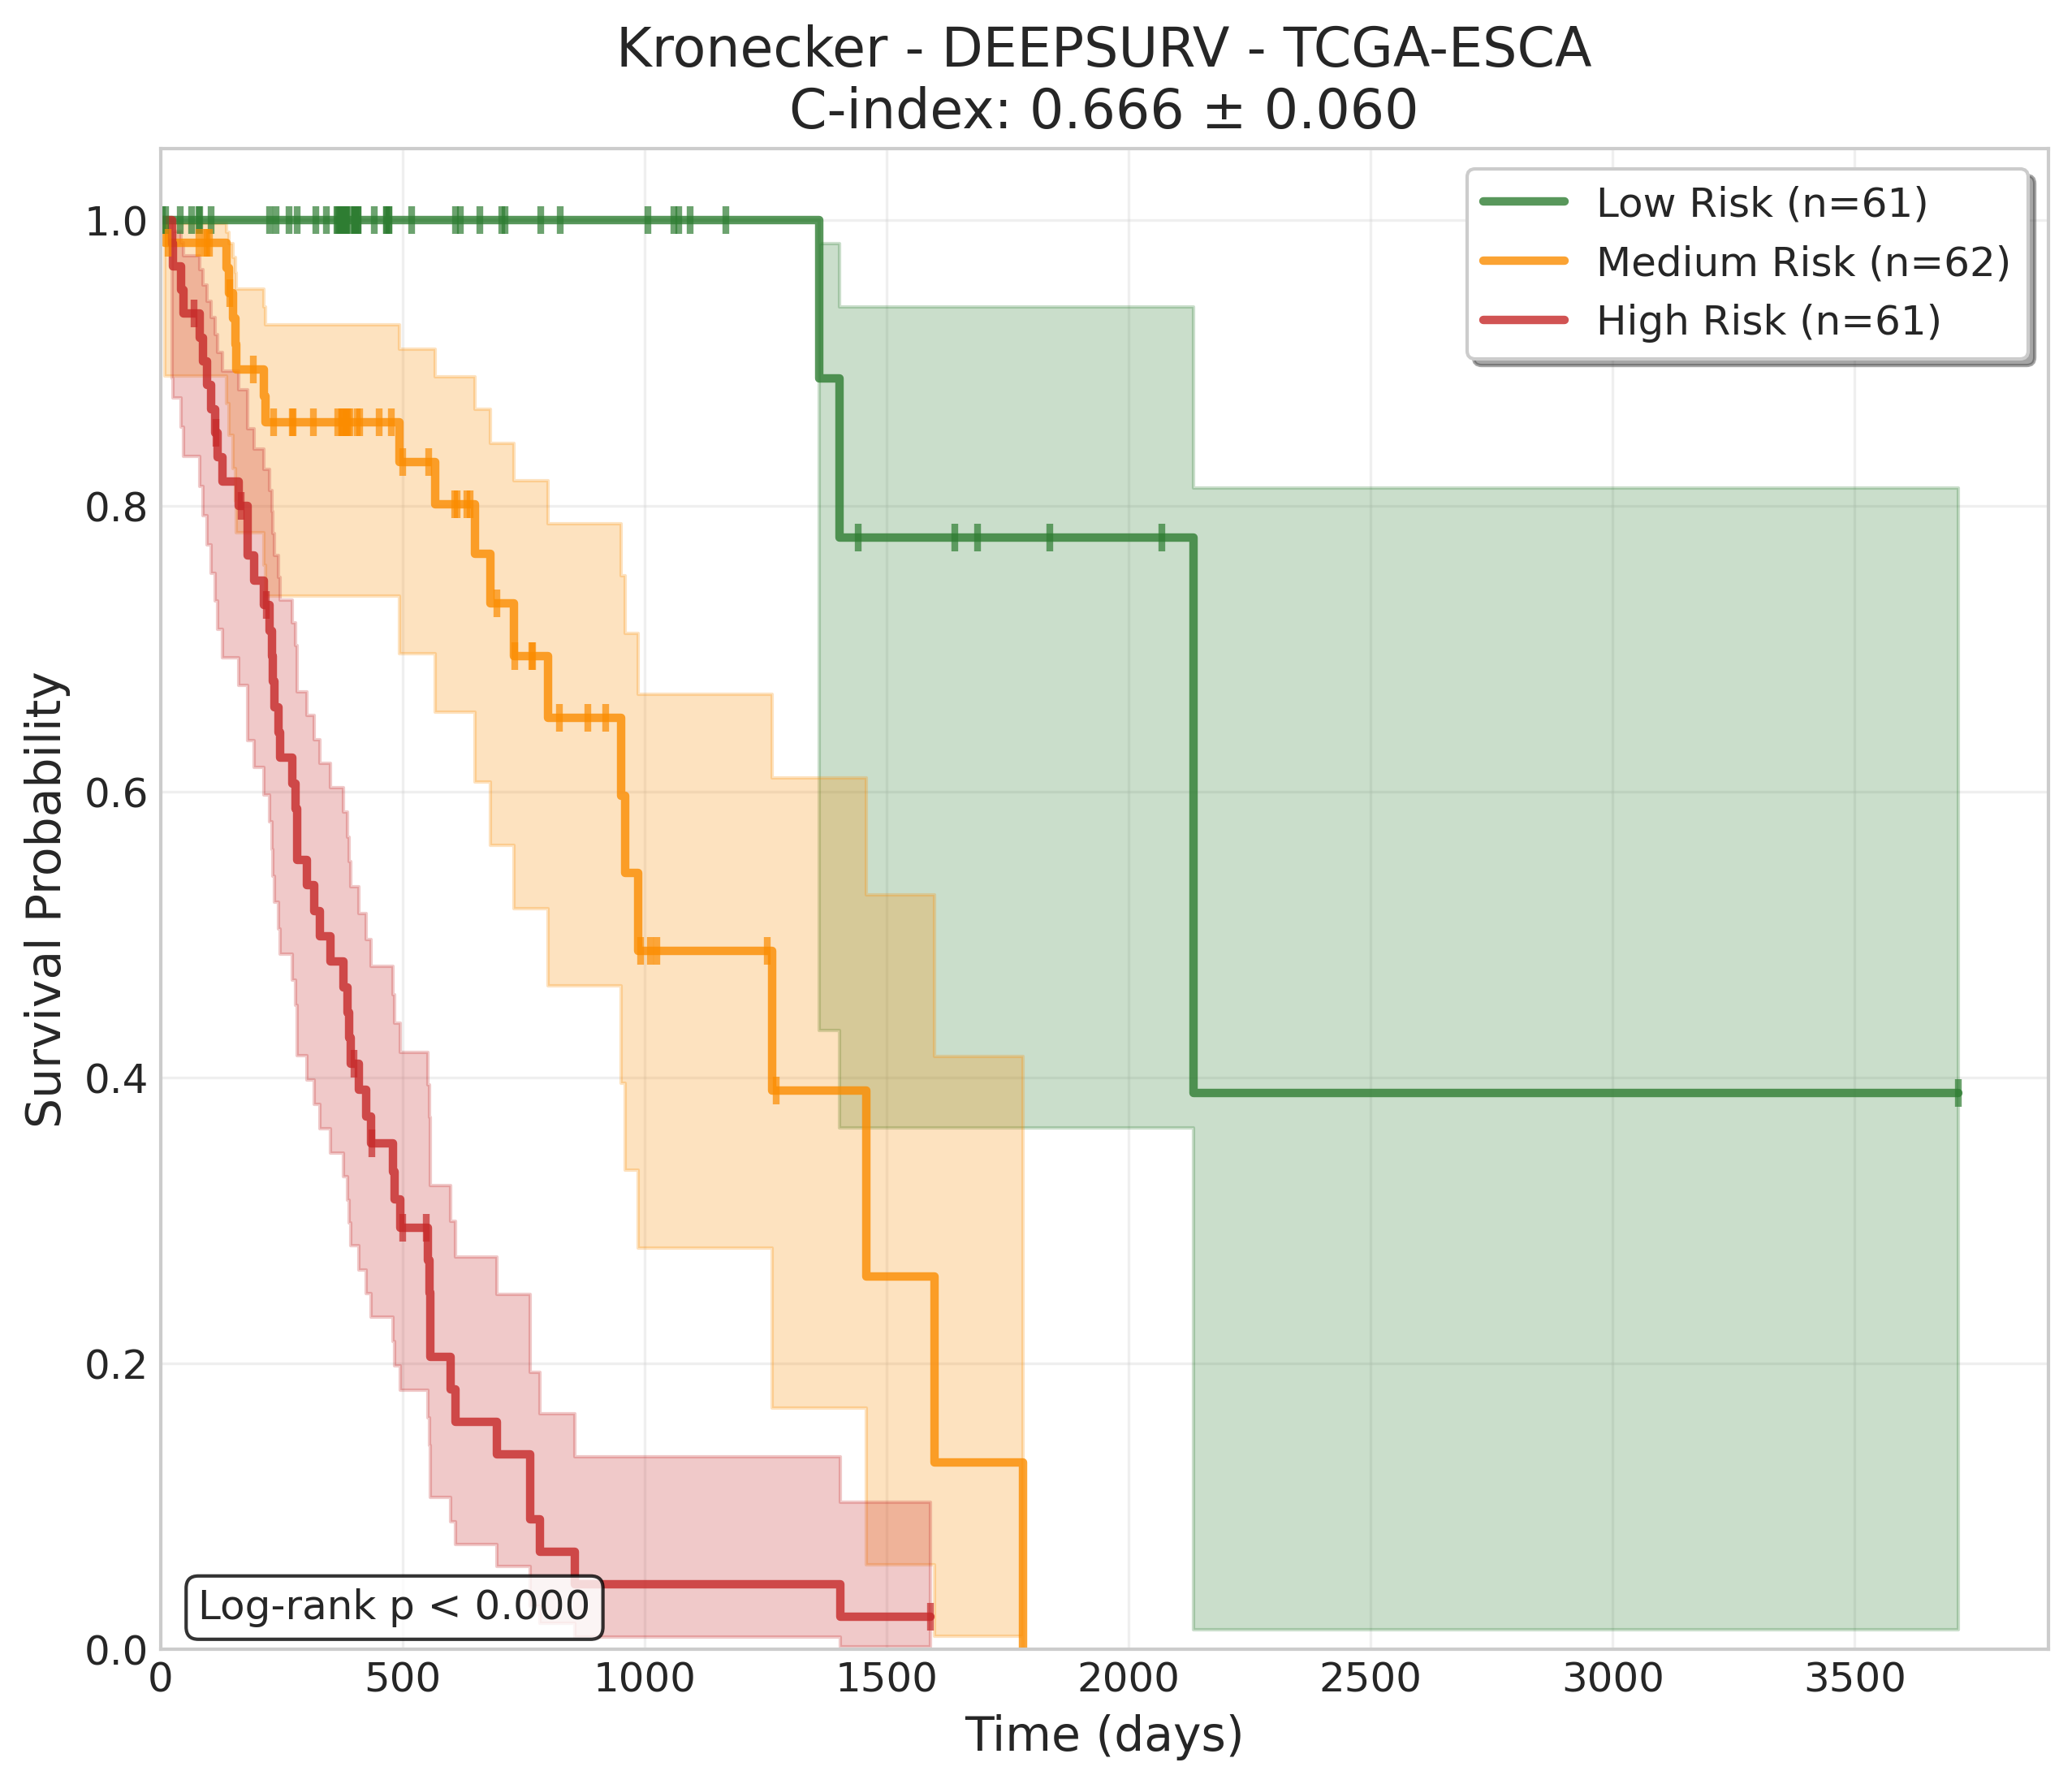 Kronecker - DEEPSURV - TCGA-ESCA
C-index: 0.666 ± 0.060
Low Risk (n=61)
Medium Risk (n=62)
High Risk (n=61)
Survival Probability
1.0
0.8
0.6
0.4
0.2
0.0
Log-rank p < 0.000
0 500 1000 1500 2000 2500 3000 3500
Time (days)